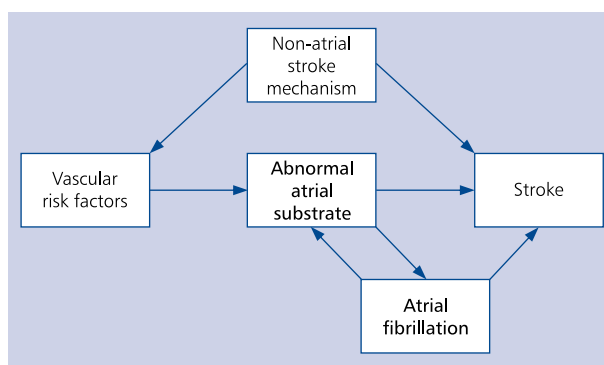 Non-atrial
stroke
mechanism
Vascular
risk factors
Abnormal
atrial
substrate
Stroke
Atrial
fibrillation